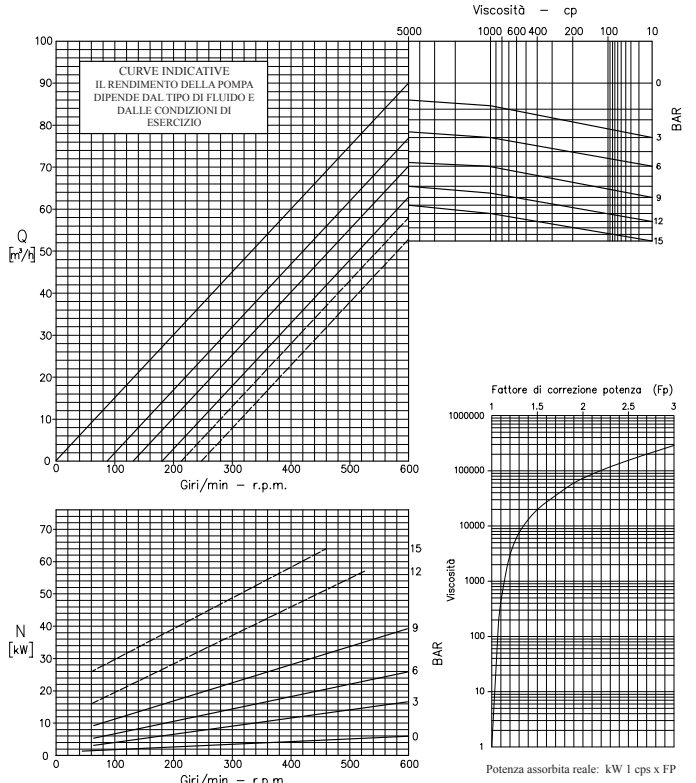 Viscosità – cp
5000 1000 600 400 200 100 10
100
90
80
70
60
50
40
30
20
10
0
Q
[m³/h]
CURVE INDICATIVE
IL RENDIMENTO DELLA POMPA
DIPENDE DAL TIPO DI FLUIDO E
DALLE CONDIZIONI DI
ESERCIZIO
0
3
6
9
12
15
BAR
0 100 200 300 400 500 600
Giri/min – r.p.m.
70
60
50
40
30
20
10
0
N
[kW]
15
12
9
6
3
0
BAR
0 100 200 300 400 500 600
Giri/min – r.p.m.
Fattore di correzione potenza (Fp)
1 1.5 2 2.5 3
1000000
100000
10000
1000
100
10
1
Viscosità
Potenza assorbita reale: kW 1 cps x FP